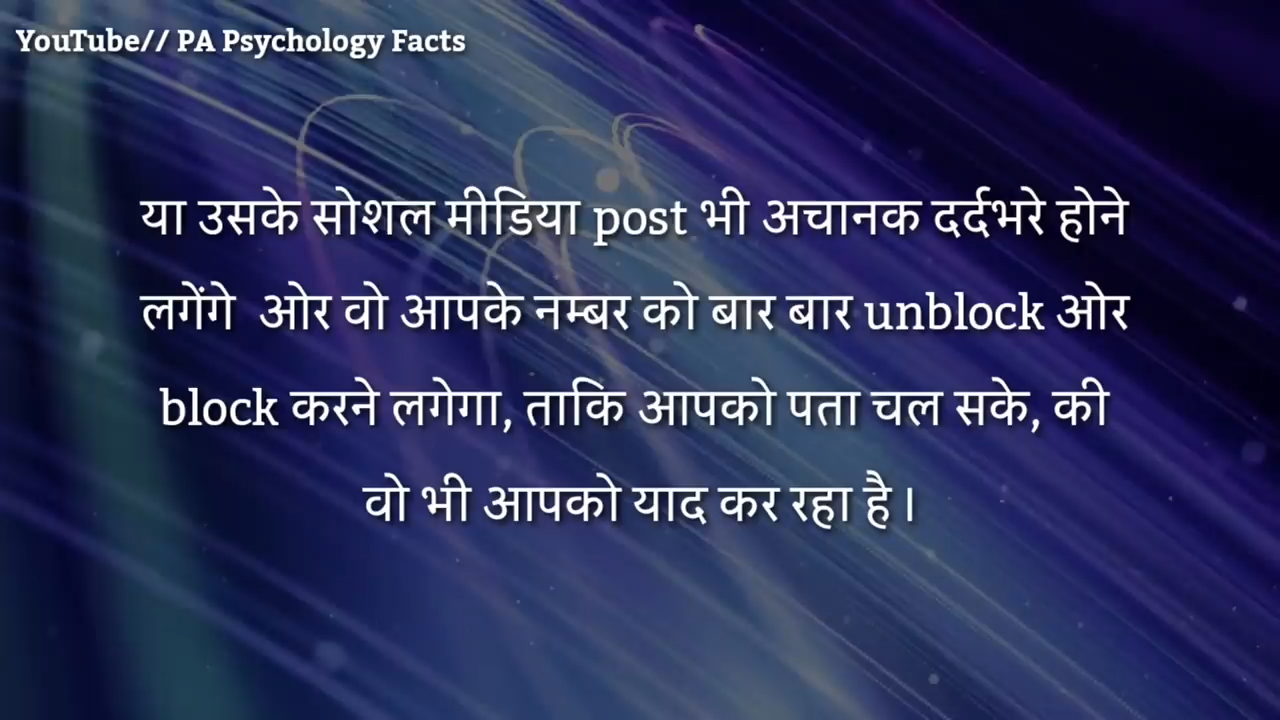 YouTube// PA Psychology Facts
या उसके सोशल मीडिया post भी अचानक दर्दभरे होने
लगेंगे ओर वो आपके नम्बर को बार बार unblock ओर
block करने लगेगा, ताकि आपको पता चल सके, की
वो भी आपको याद कर रहा है।